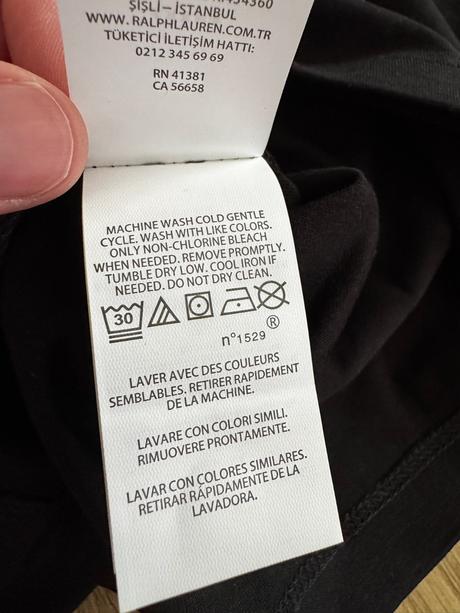 ŞİŞLİ – İSTANBUL
WWW.RALPHLAUREN.COM.TR
TÜKETİCİ İLETİŞİM HATTI:
0212 345 69 69
RN 41381
CA 56658
MACHINE WASH COLD GENTLE
CYCLE. WASH WITH LIKE COLORS.
ONLY NON-CHLORINE BLEACH
WHEN NEEDED. REMOVE PROMPTLY.
TUMBLE DRY LOW. COOL IRON IF
NEEDED. DO NOT DRY CLEAN.
30
®
n°1529
LAVER AVEC DES COULEURS
SEMBLABLES. RETIRER RAPIDEMENT
DE LA MACHINE.
LAVARE CON COLORI SIMILI.
RIMUOVERE PRONTAMENTE.
LAVAR CON COLORES SIMILARES.
RETIRAR RÁPIDAMENTE DE LA
LAVADORA.